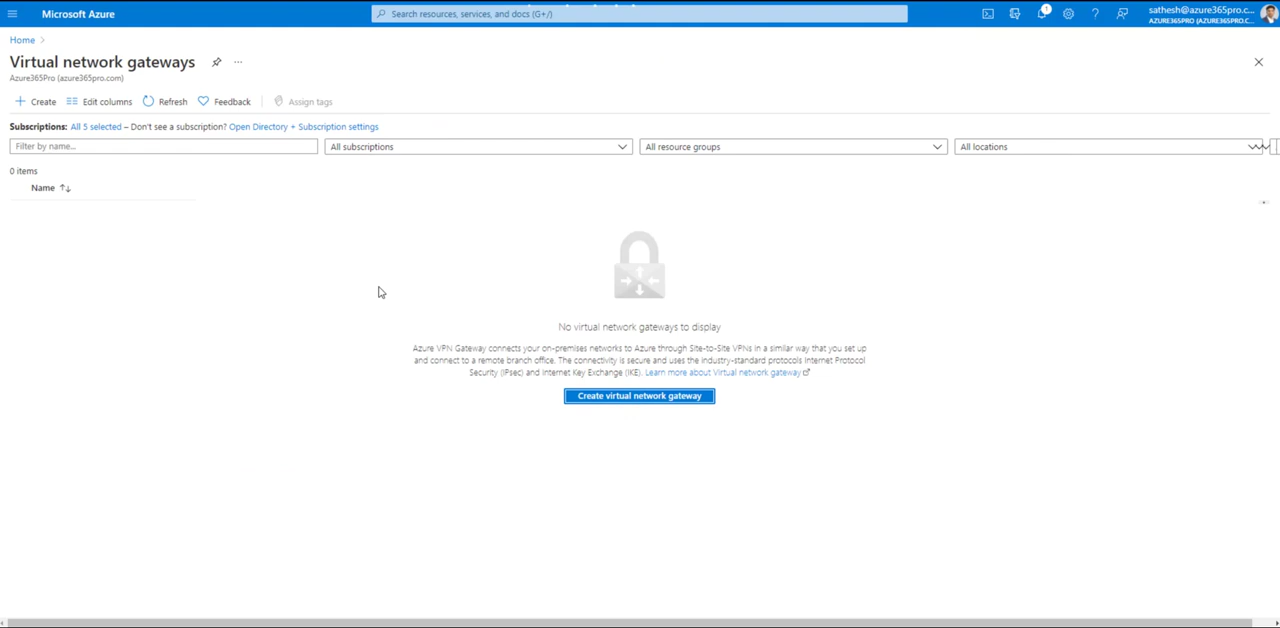 Microsoft Azure
Search resources, services, and docs (G+/)
1
sathesh@azure365pro.c...
AZURE365PRO (AZURE365PRO.C...
Home
Virtual network gateways
...
Azure365Pro (azure365pro.com)
Create
Edit columns
Refresh
Feedback
Assign tags
Subscriptions: All 5 selected – Don't see a subscription? Open Directory + Subscription settings
Filter by name...
All subscriptions
All resource groups
All locations
0 items
Name
No virtual network gateways to display
Azure VPN Gateway connects your on-premises networks to Azure through Site-to-Site VPNs in a similar way that you set up
and connect to a remote branch office. The connectivity is secure and uses the industry-standard protocols Internet Protocol
Security (IPsec) and Internet Key Exchange (IKE). Learn more about Virtual network gateway
Create virtual network gateway